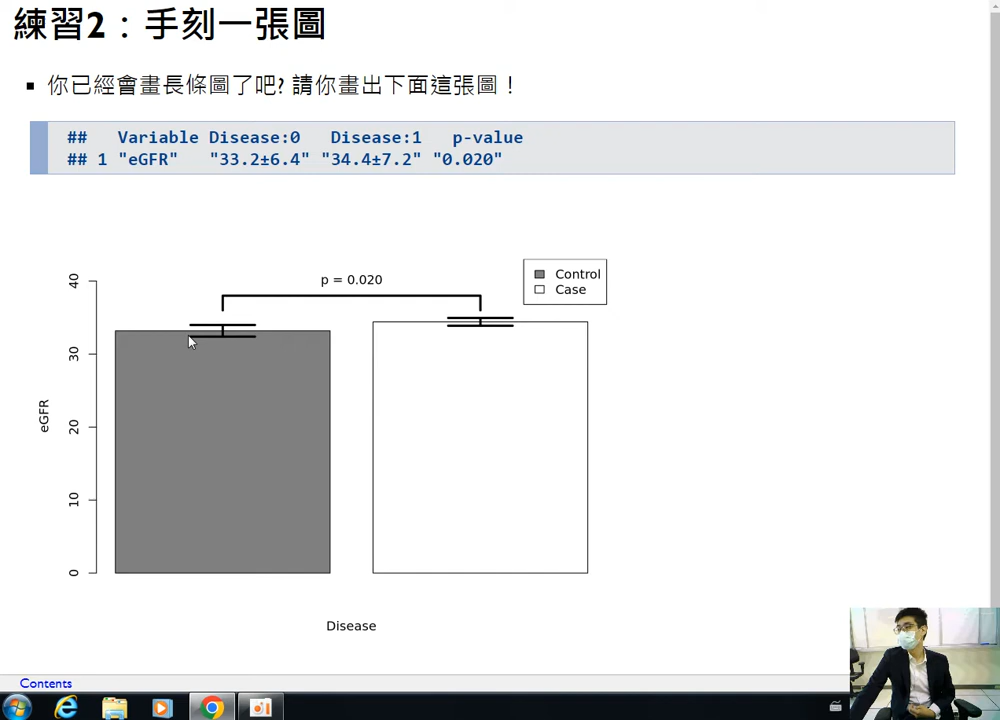 練習2：手刻一張圖
▪ 你已經會畫長條圖了吧? 請你畫出下面這張圖！
##   Variable Disease:0   Disease:1   p-value
## 1 "eGFR"   "33.2±6.4" "34.4±7.2" "0.020"
p = 0.020
Control
Case
40
30
20
10
0
eGFR
Disease
Contents